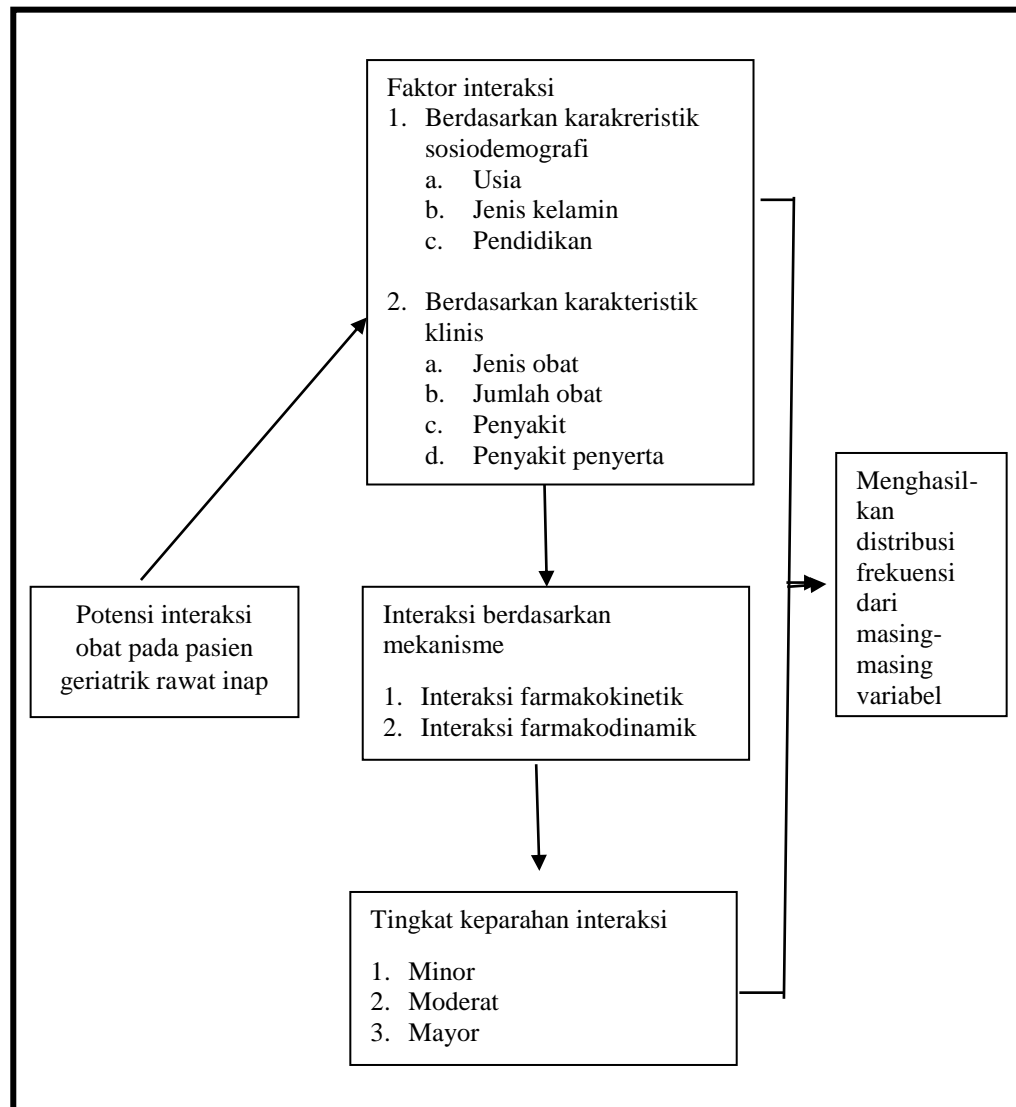 Faktor interaksi
1. Berdasarkan karakreristik
sosiodemografi
a. Usia
b. Jenis kelamin
c. Pendidikan
2. Berdasarkan karakteristik
klinis
a. Jenis obat
b. Jumlah obat
c. Penyakit
d. Penyakit penyerta
Potensi interaksi
obat pada pasien
geriatrik rawat inap
Interaksi berdasarkan
mekanisme
1. Interaksi farmakokinetik
2. Interaksi farmakodinamik
Tingkat keparahan interaksi
1. Minor
2. Moderat
3. Mayor
Menghasil-
kan
distribusi
frekuensi
dari
masing-
masing
variabel